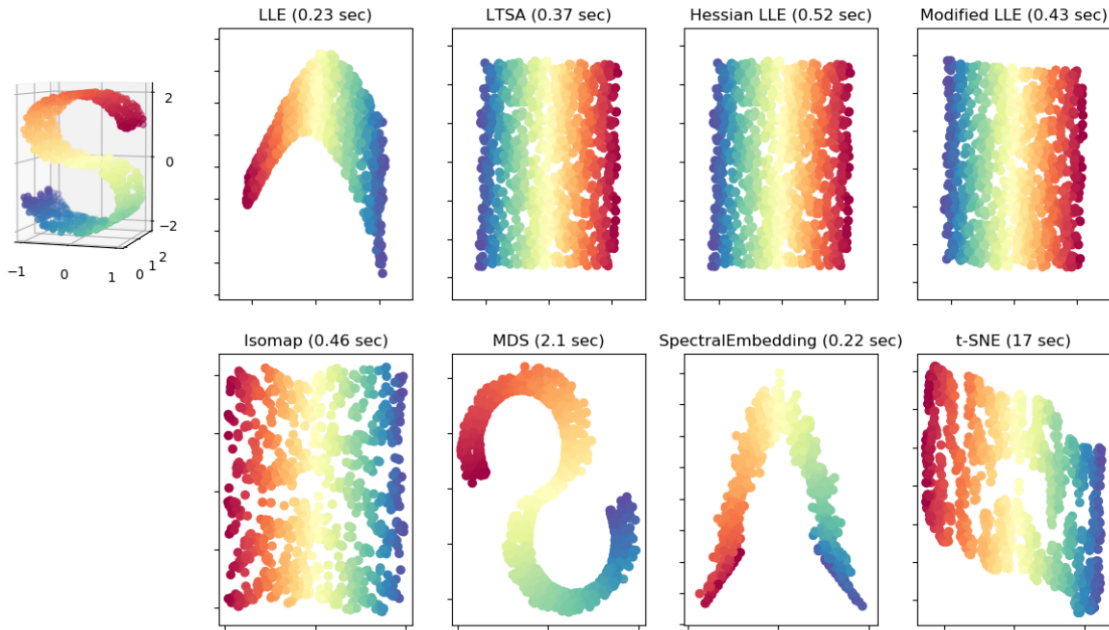 LLE (0.23 sec)
LTSA (0.37 sec)
Hessian LLE (0.52 sec)
Modified LLE (0.43 sec)
2
0
−2
−1 0 1 0 1 2
Isomap (0.46 sec)
MDS (2.1 sec)
SpectralEmbedding (0.22 sec)
t-SNE (17 sec)